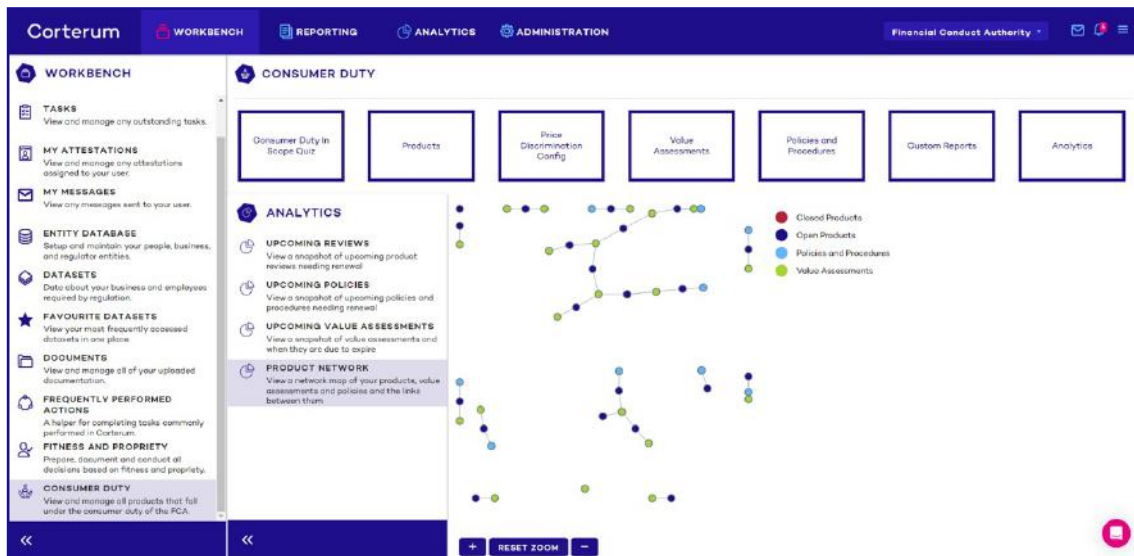 Corterum
WORKBENCH
REPORTING
ANALYTICS
ADMINISTRATION
Financial Conduct Authority
WORKBENCH
TASKS
View and manage any outstanding tasks.
MY ATTESTATIONS
View and manage any attestations
assigned to your user.
MY MESSAGES
View any messages sent to your user.
ENTITY DATABASE
Setup and maintain your people, business,
and regulator entities.
DATASETS
Data about your business and employees
required by regulation.
FAVOURITE DATASETS
View your most frequently accessed
datasets in one place
DOCUMENTS
View and manage all of your uploaded
documentation.
FREQUENTLY PERFORMED
ACTIONS
A helper for completing tasks commonly
performed in Corterum.
FITNESS AND PROPRIETY
Prepare, document and conduct all
decisions based on fitness and propriety.
CONSUMER DUTY
View and manage all products that fall
under the consumer duty of the FCA.
CONSUMER DUTY
Consumer Duty In
Scope Quiz
Products
Price
Discrimination
Config
Value
Assessments
Policies and
Procedures
Custom Reports
Analytics
ANALYTICS
UPCOMING REVIEWS
View a snapshot of upcoming product
reviews needing renewal
UPCOMING POLICIES
View a snapshot of upcoming policies and
procedures needing renewal
UPCOMING VALUE ASSESSMENTS
View a snapshot of value assessments and
when they are due to expire
PRODUCT NETWORK
View a network map of your products, value
assessments and policies and the links
between them
Closed Products
Open Products
Policies and Procedures
Value Assessments
+
RESET ZOOM
−